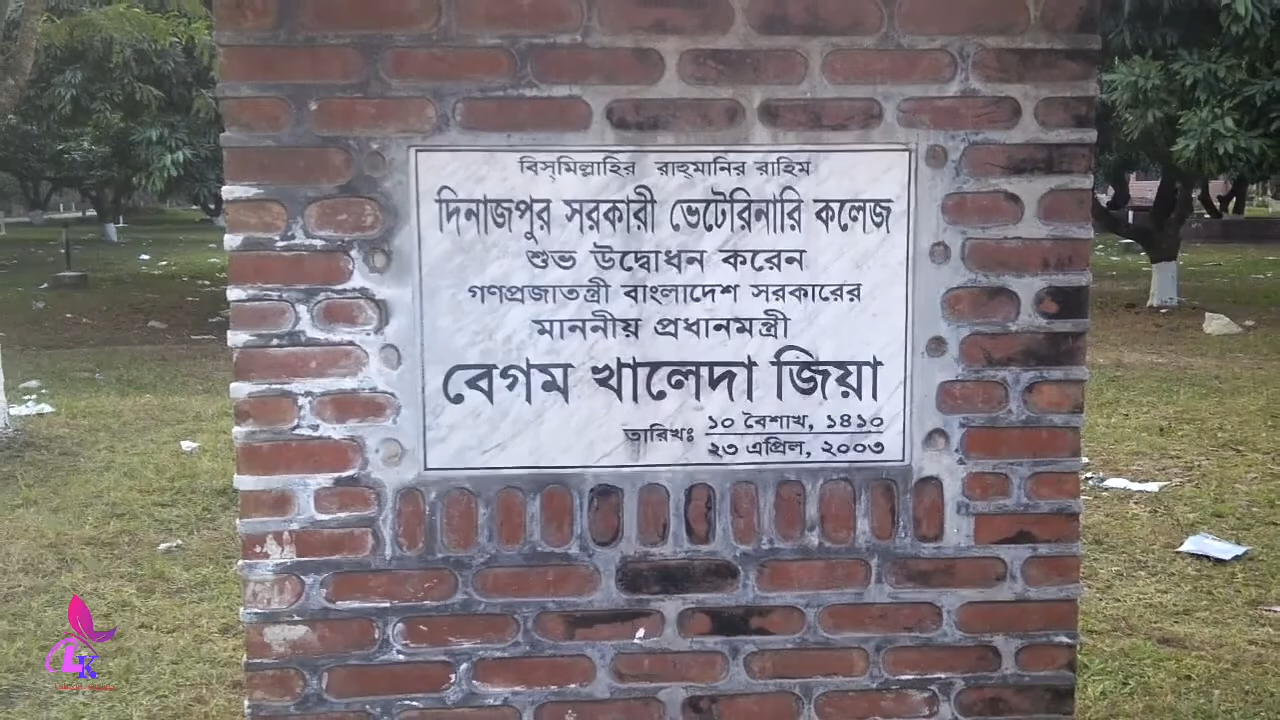 বিস্‌মিল্লাহির রাহ্‌মানির রাহিম
দিনাজপুর সরকারী ভেটেরিনারি কলেজ
শুভ উদ্বোধন করেন
গণপ্রজাতন্ত্রী বাংলাদেশ সরকারের
মাননীয় প্রধানমন্ত্রী
বেগম খালেদা জিয়া
তারিখঃ ১০ বৈশাখ, ১৪১০
২৩ এপ্রিল, ২০০৩
LK